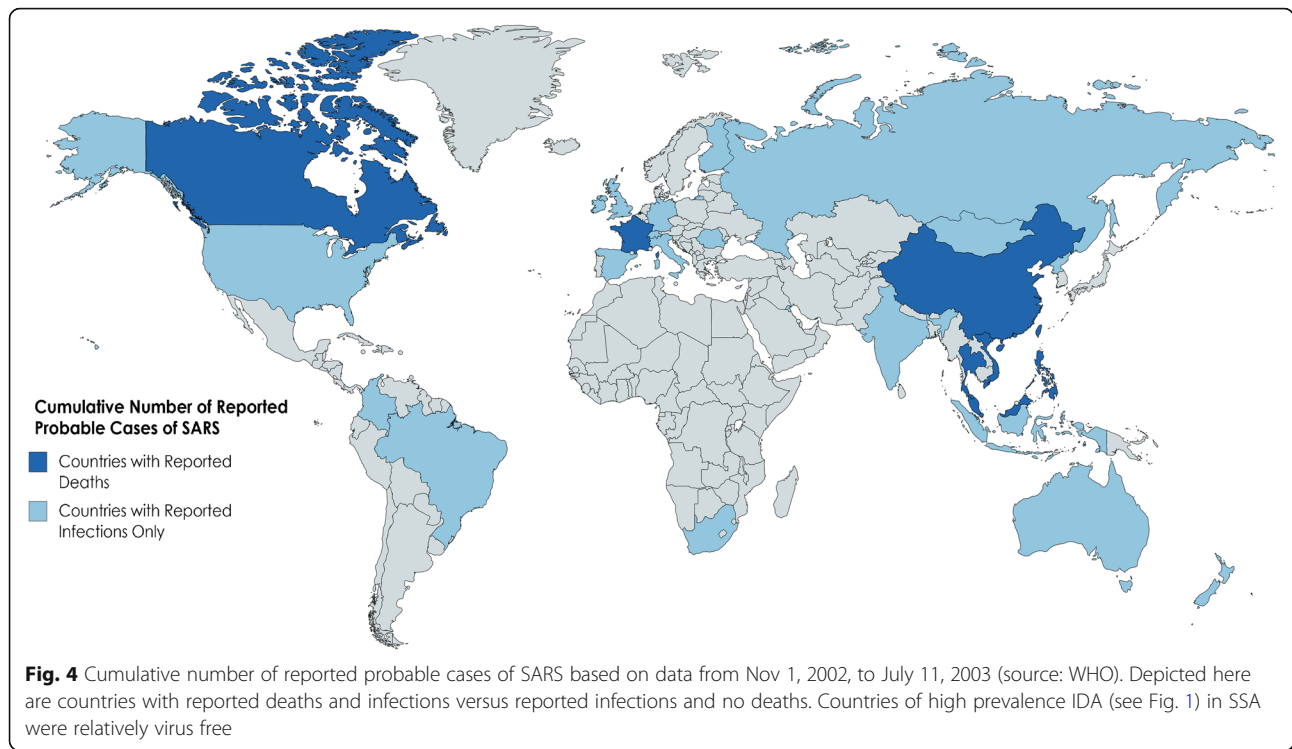 Cumulative Number of Reported
Probable Cases of SARS
Countries with Reported
Deaths
Countries with Reported
Infections Only
Fig. 4 Cumulative number of reported probable cases of SARS based on data from Nov 1, 2002, to July 11, 2003 (source: WHO). Depicted here
are countries with reported deaths and infections versus reported infections and no deaths. Countries of high prevalence IDA (see Fig. 1) in SSA
were relatively virus free